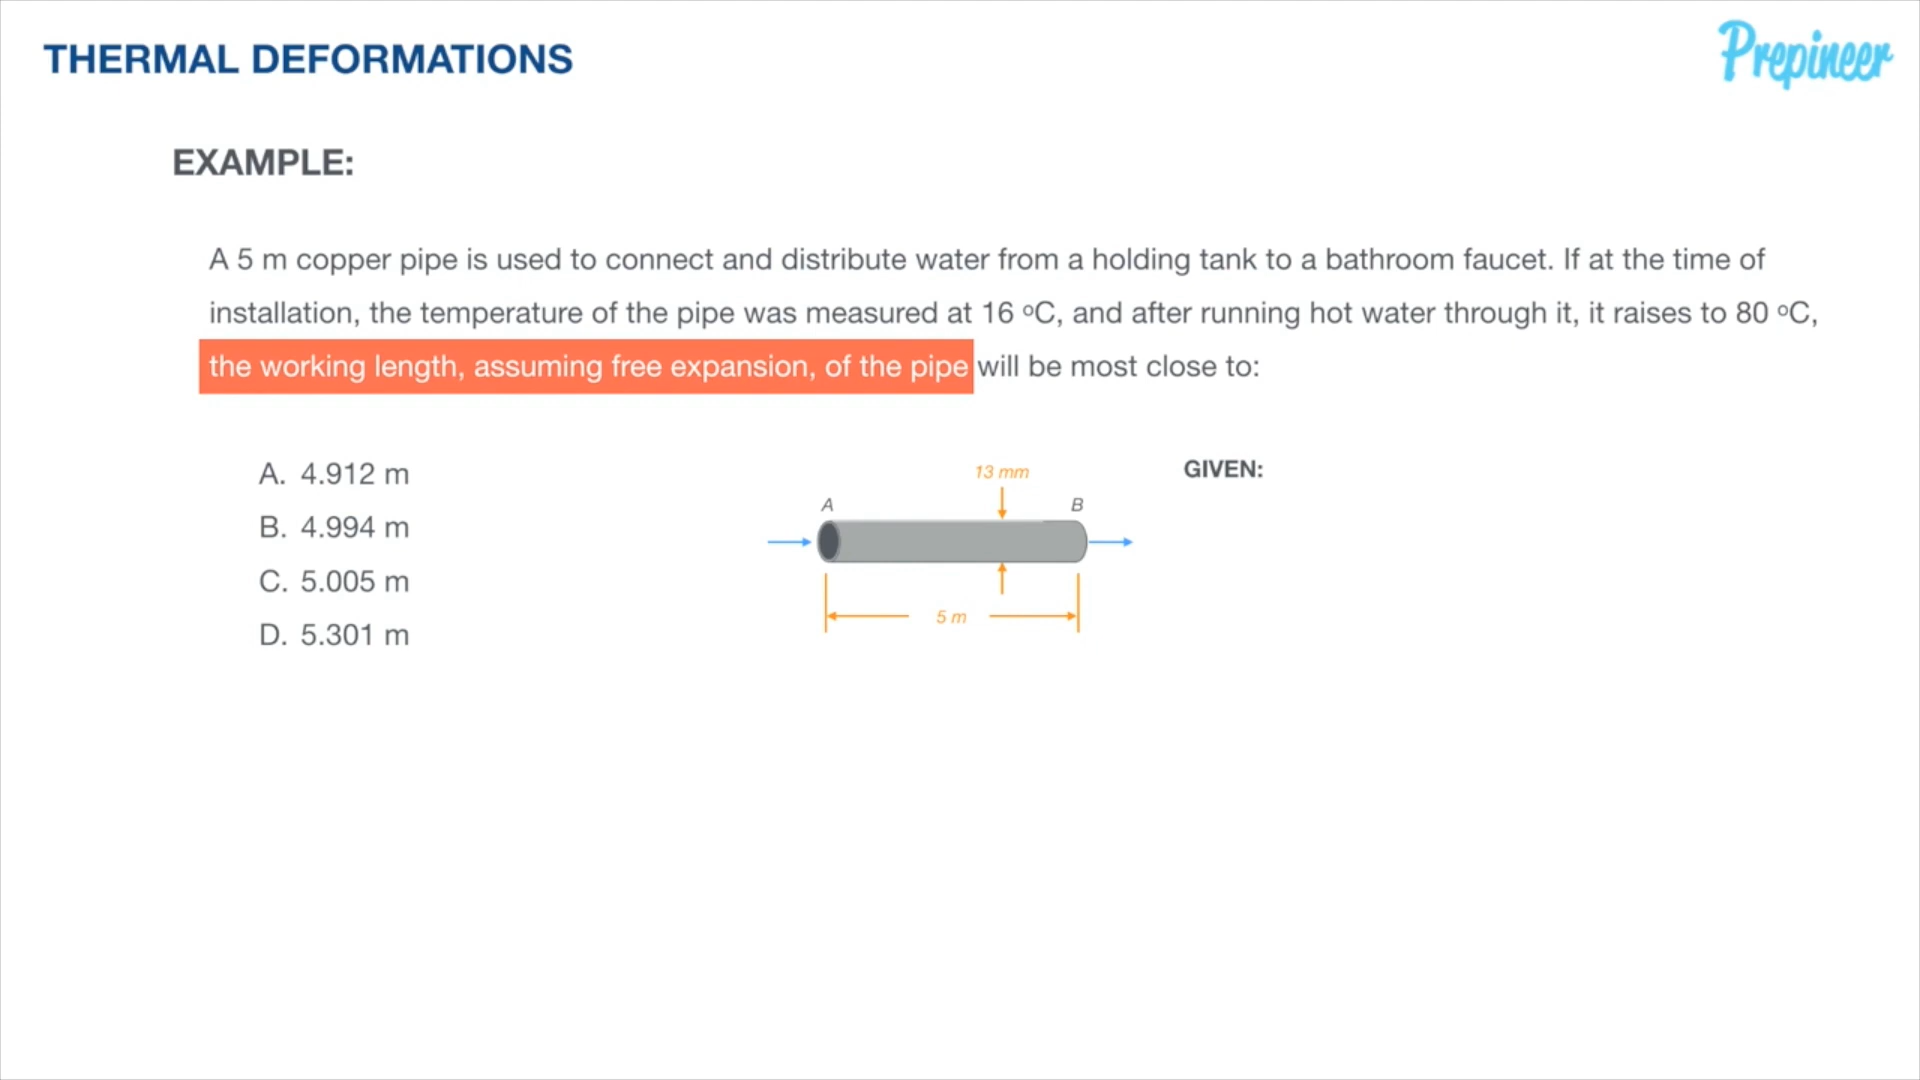 THERMAL DEFORMATIONS
Prepineer
EXAMPLE:
A 5 m copper pipe is used to connect and distribute water from a holding tank to a bathroom faucet. If at the time of
installation, the temperature of the pipe was measured at 16 ºC, and after running hot water through it, it raises to 80 ºC,
the working length, assuming free expansion, of the pipe will be most close to:
A. 4.912 m
B. 4.994 m
C. 5.005 m
D. 5.301 m
13 mm
A
B
5 m
GIVEN: